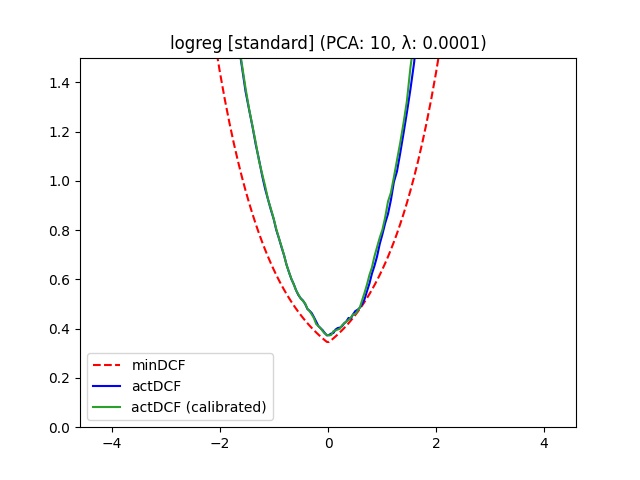 logreg [standard] (PCA: 10, λ: 0.0001)
1.4
1.2
1.0
0.8
0.6
0.4
0.2
0.0
minDCF
actDCF
actDCF (calibrated)
−4 −2 0 2 4